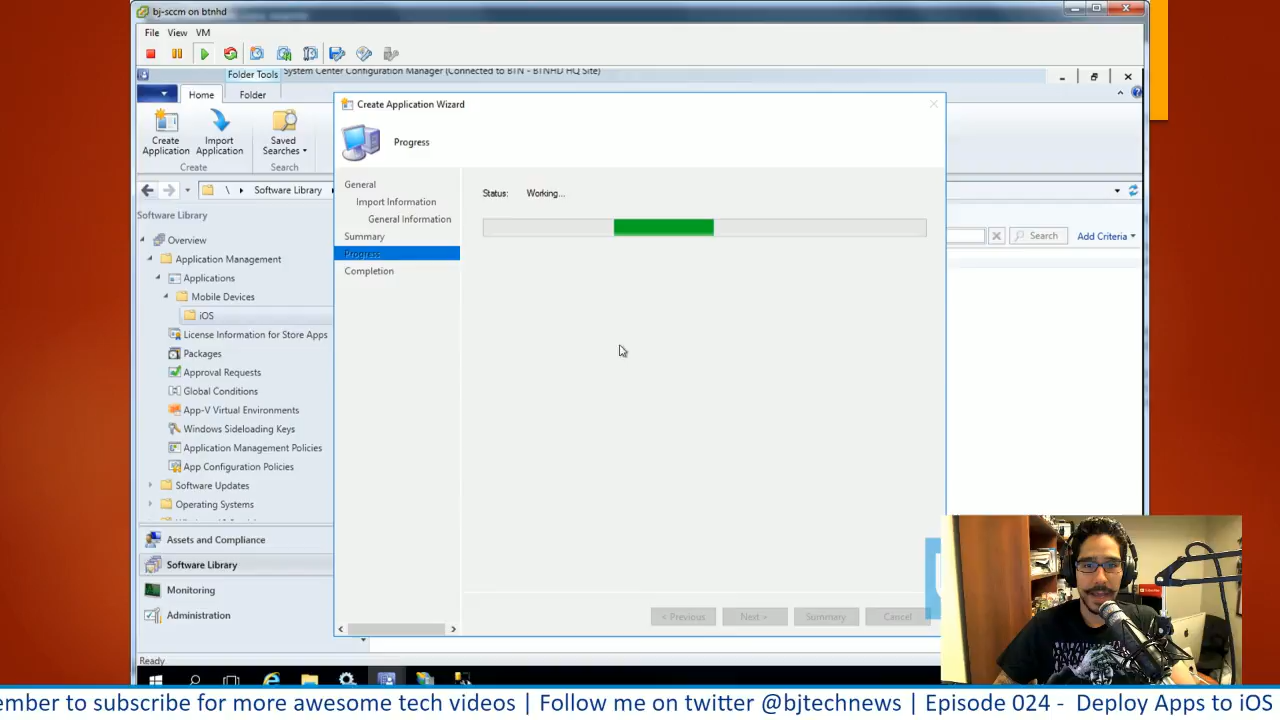 bj-sccm on btnhd
File View VM
Folder Tools System Center Configuration Manager (Connected to BTN - BTNHD HQ Site)
Home Folder
Create Application
Import Application
Saved Searches
Create
Search
\ Software Library
Software Library
Overview
Application Management
Applications
Mobile Devices
iOS
License Information for Store Apps
Packages
Approval Requests
Global Conditions
App-V Virtual Environments
Windows Sideloading Keys
Application Management Policies
App Configuration Policies
Software Updates
Operating Systems
Assets and Compliance
Software Library
Monitoring
Administration
Ready
Create Application Wizard
Progress
General
Import Information
General Information
Summary
Progress
Completion
Status: Working...
< Previous Next > Summary Cancel
Search Add Criteria
ember to subscribe for more awesome tech videos | Follow me on twitter @bjtechnews | Episode 024 - Deploy Apps to iOS